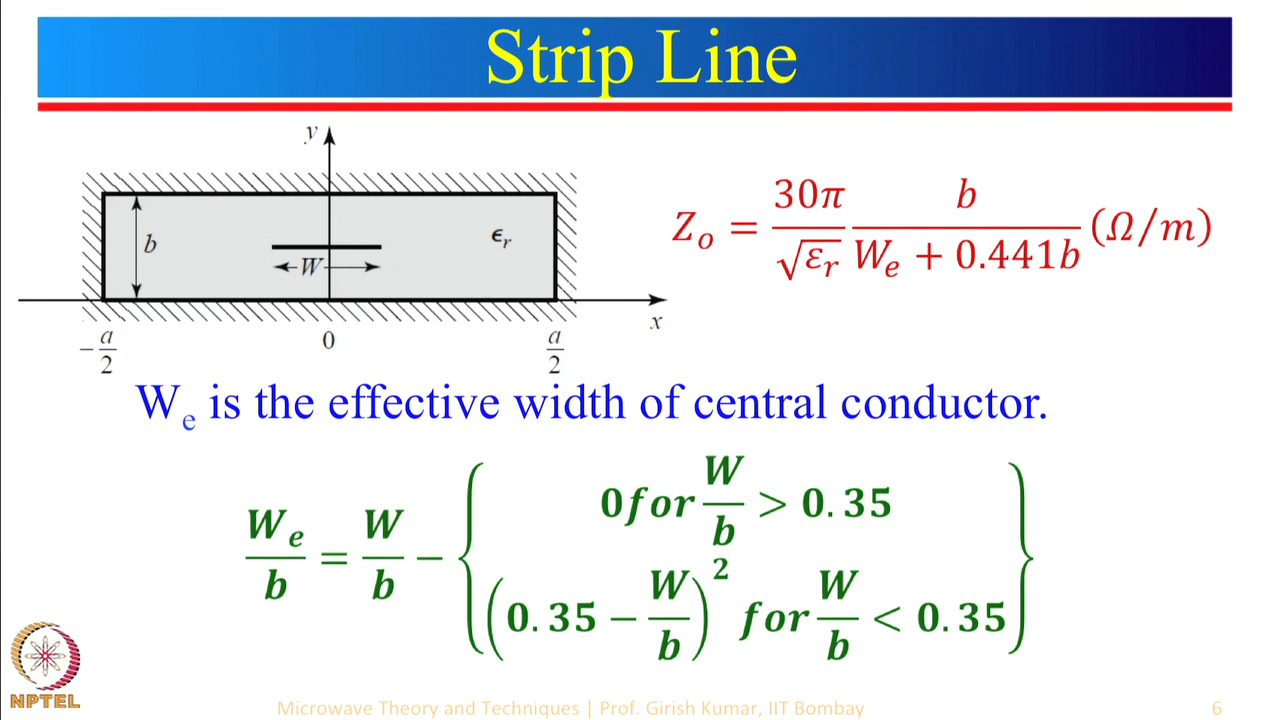 Strip Line
y
b
ϵr
W
x
−a/2
0
a/2
Zo = 30π/√εr b/(We + 0.441b) (Ω/m)
We is the effective width of central conductor.
We/b = W/b − { 0 for W/b > 0.35
(0.35 − W/b)² for W/b < 0.35 }
NPTEL
Microwave Theory and Techniques | Prof. Girish Kumar, IIT Bombay
6